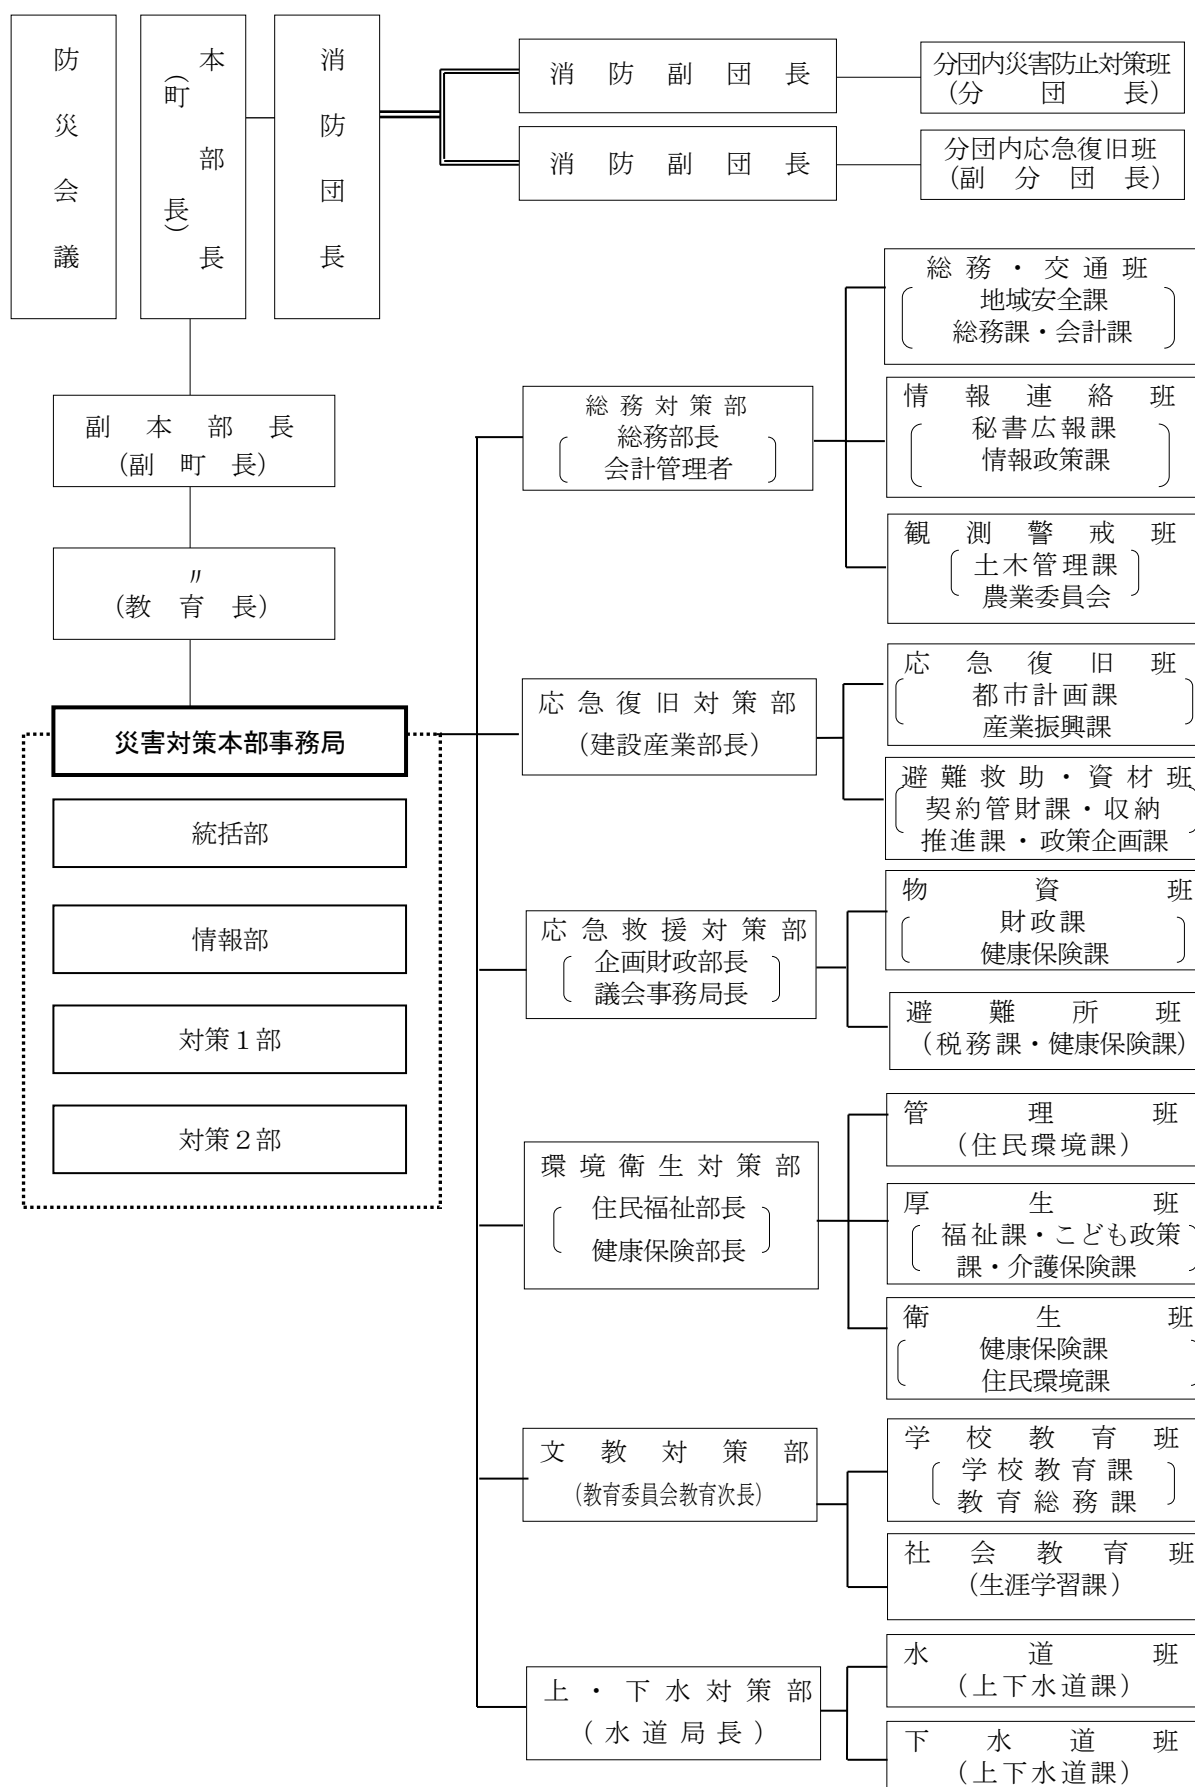 防災会議
本部長
(町長)
消防団長
消防副団長
分団内災害防止対策班
(分団長)
消防副団長
分団内応急復旧班
(副分団長)
副本部長
(副町長)
〃
(教育長)
災害対策本部事務局
統括部
情報部
対策１部
対策２部
総務対策部
総務部長
会計管理者
総務・交通班
地域安全課
総務課・会計課
情報連絡班
秘書広報課
情報政策課
観測警戒班
土木管理課
農業委員会
応急復旧対策部
(建設産業部長)
応急復旧班
都市計画課
産業振興課
避難救助・資材班
契約管財課・収納
推進課・政策企画課
応急救援対策部
企画財政部長
議会事務局長
物資班
財政課
健康保険課
避難所班
(税務課・健康保険課)
環境衛生対策部
住民福祉部長
健康保険部長
管理班
(住民環境課)
厚生班
福祉課・こども政策
課・介護保険課
衛生班
健康保険課
住民環境課
文教対策部
(教育委員会教育次長)
学校教育班
学校教育課
教育総務課
社会教育班
(生涯学習課)
上・下水対策部
(水道局長)
水道班
(上下水道課)
下水道班
(上下水道課)